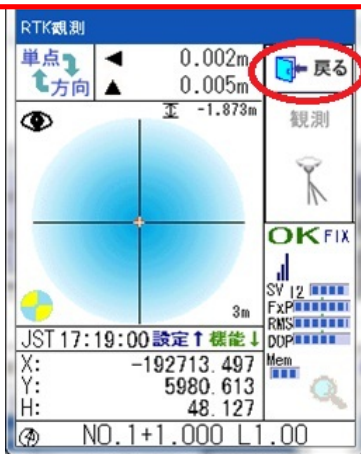 RTK観測
単点
方向
◀ 0.002m
▲ 0.005m
戻る
-1.873m
観測
OK FIX
SV 12
FxP
RMS
DOP
Mem
3m
JST 17:19:00 設定↑機能↓
X: -192713.497
Y: 5980.613
H: 48.127
NO.1+1.000 L1.00